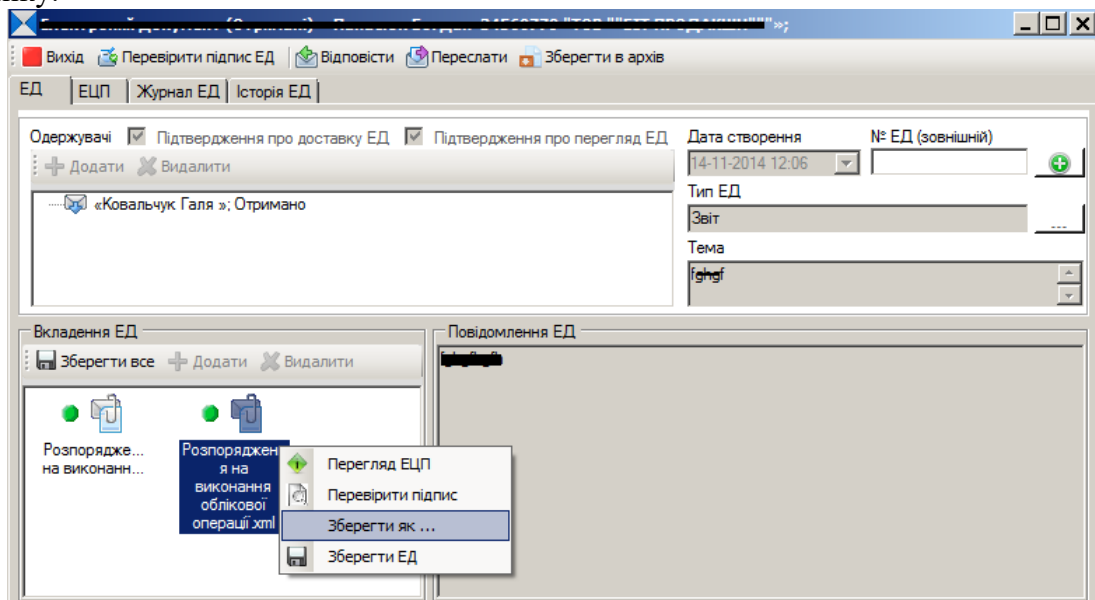 Вихід Перевірити підпис ЕД Відповісти Переслати Зберегти в архів
ЕД ЕЦП Журнал ЕД Історія ЕД
Одержувачі Підтвердження про доставку ЕД Підтвердження про перегляд ЕД Дата створення № ЕД (зовнішній)
Додати Видалити 14-11-2014 12:06
«Ковальчук Галя »; Отримано
Тип ЕД
Звіт
...
Тема
fghgf
Вкладення ЕД Повідомлення ЕД
Зберегти все Додати Видалити
Розпорядже...
на виконанн...
Розпоряджен
я на
виконання
облікової
операції.xml
Перегляд ЕЦП
Перевірити підпис
Зберегти як ...
Зберегти ЕД